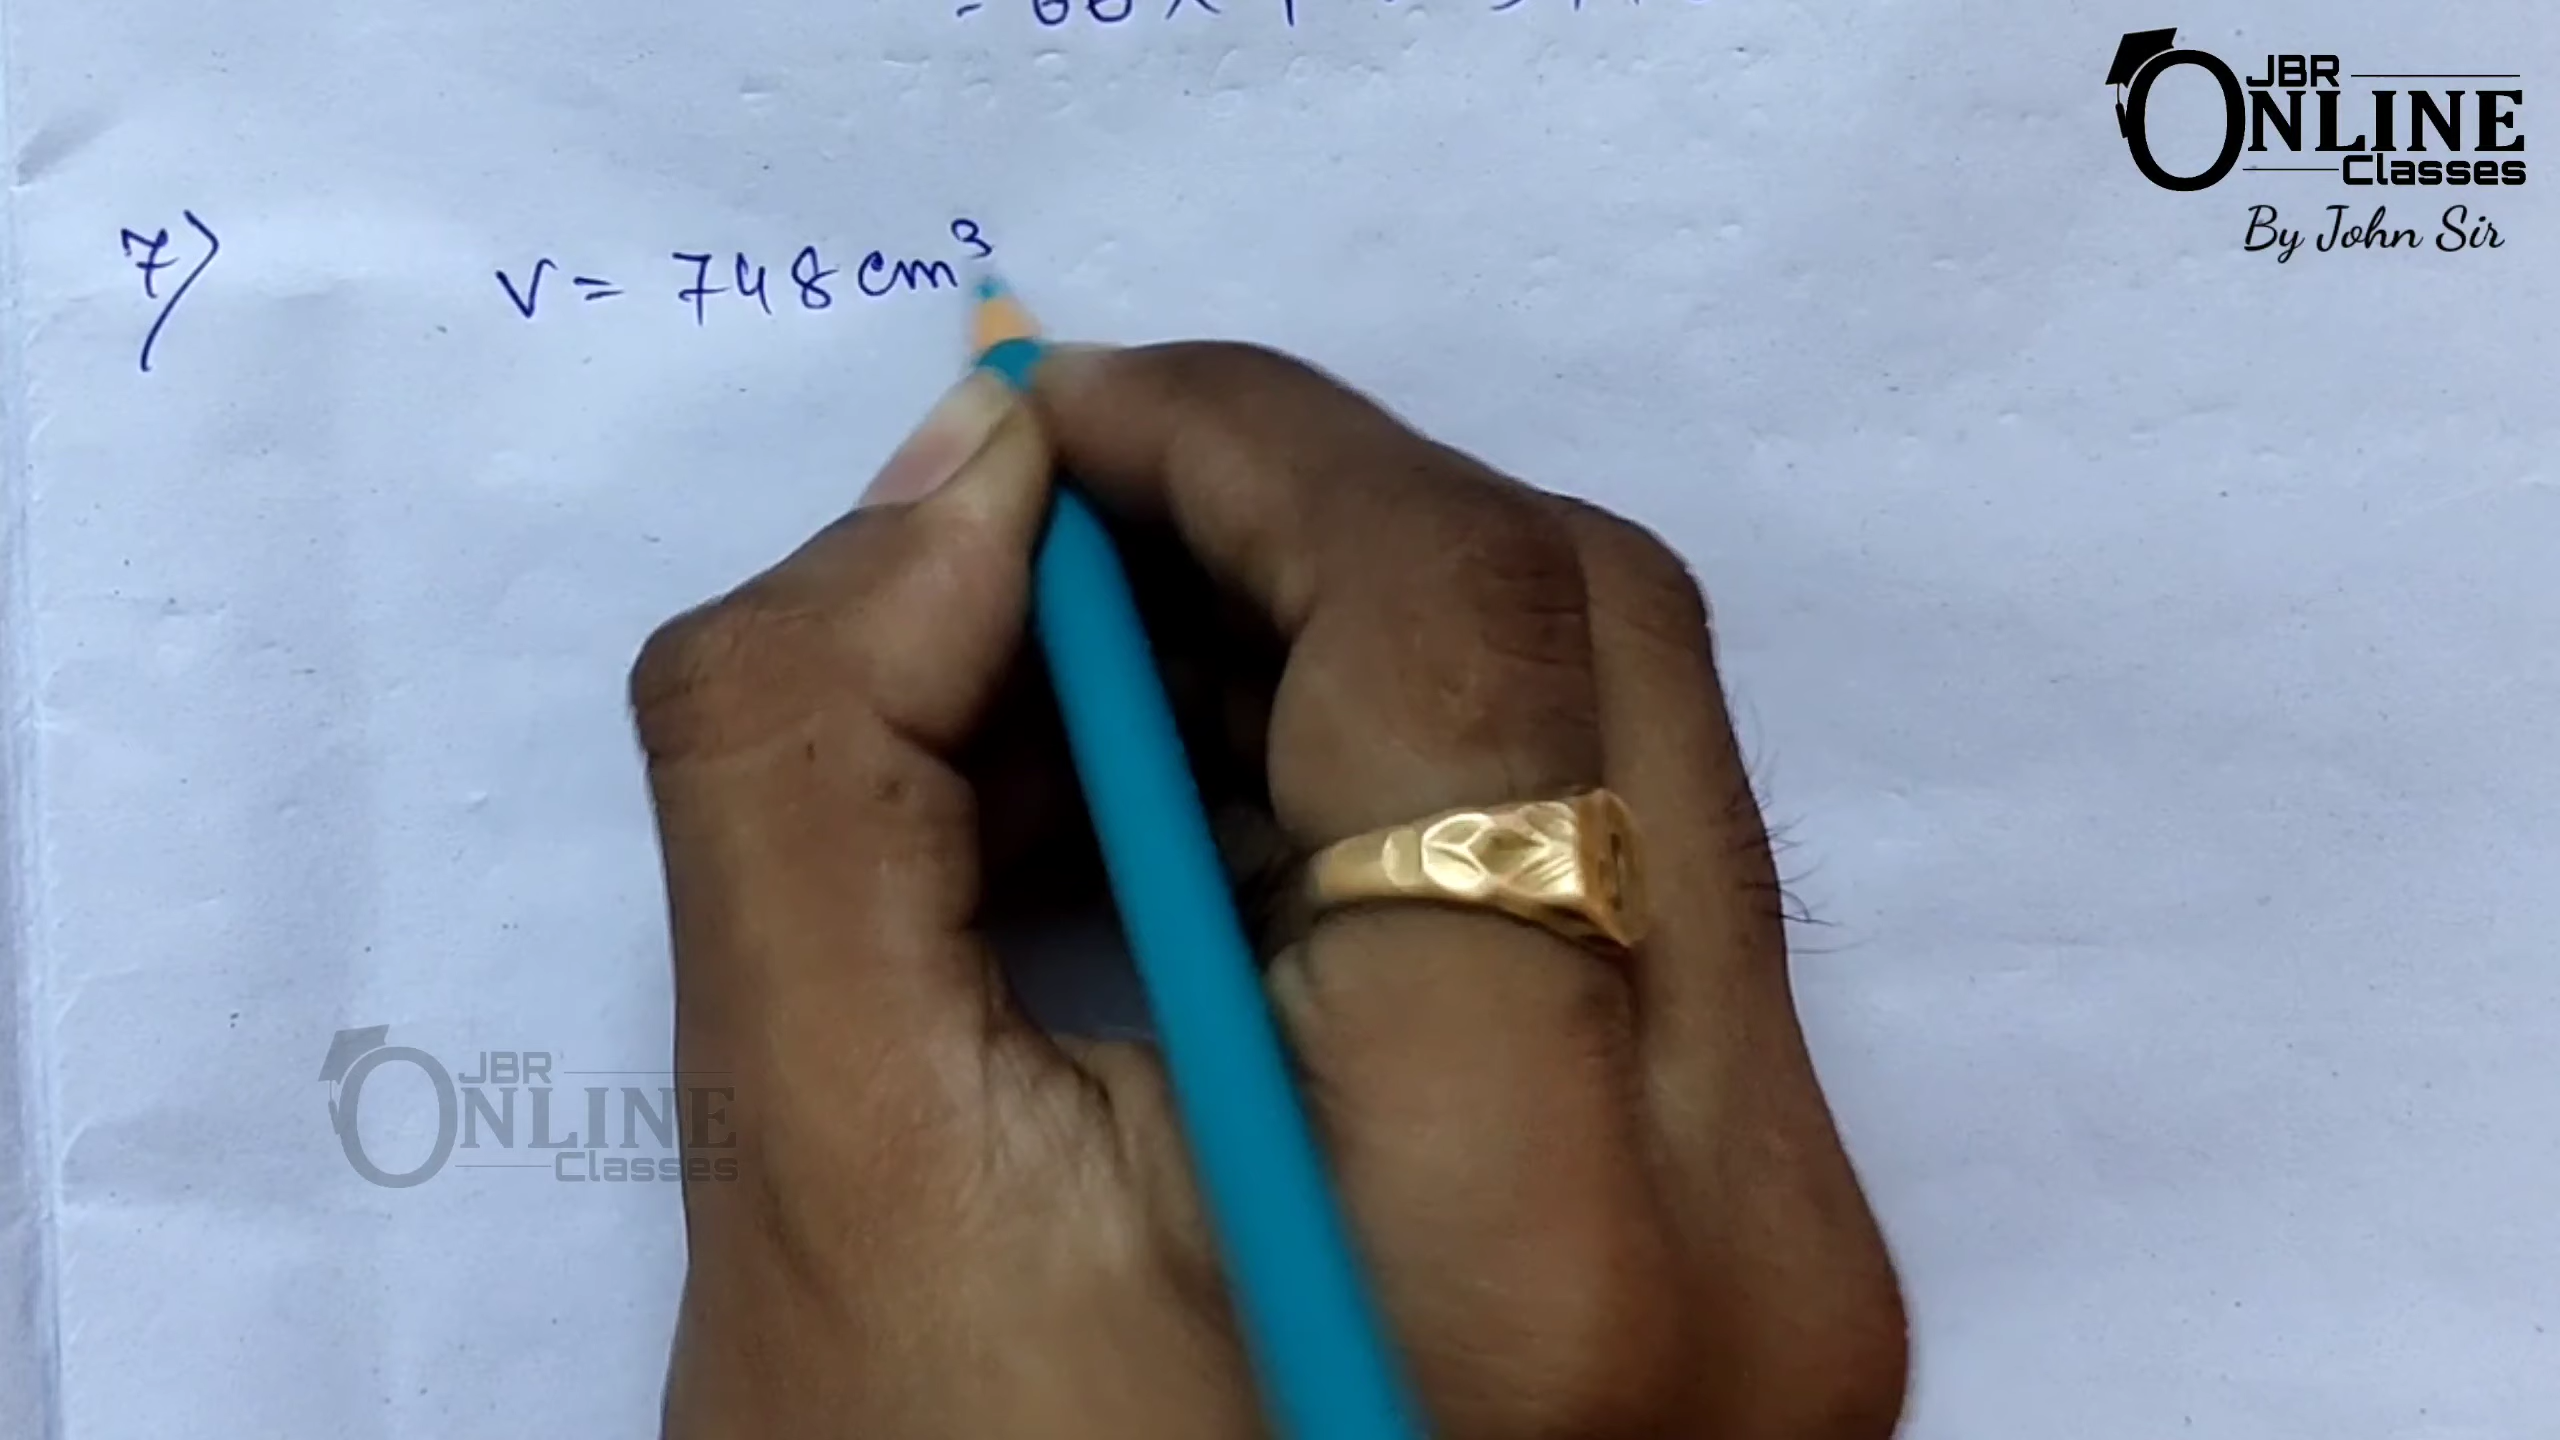 JBR
ONLINE
Classes
By John Sir
7) V = 748 cm³
JBR
ONLINE
Classes